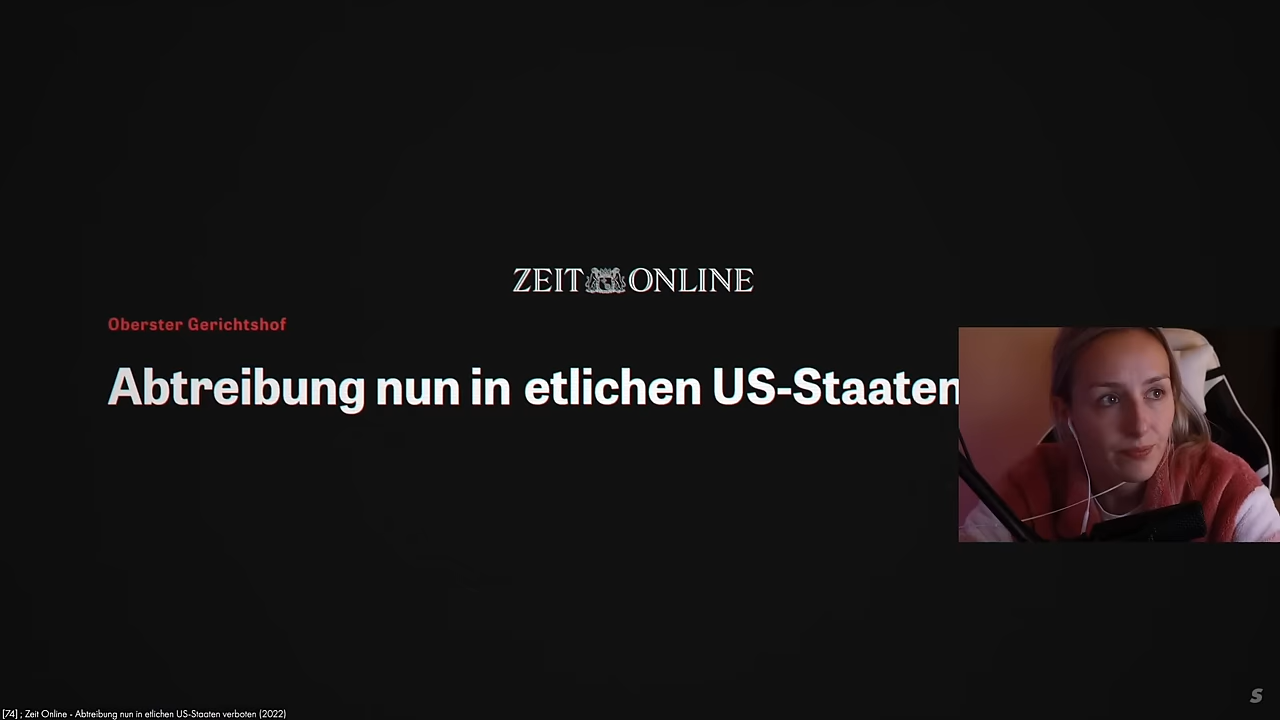 ZEIT ONLINE
Oberster Gerichtshof
Abtreibung nun in etlichen US-Staaten
S
[74] ; Zeit Online - Abtreibung nun in etlichen US-Staaten verboten (2022)